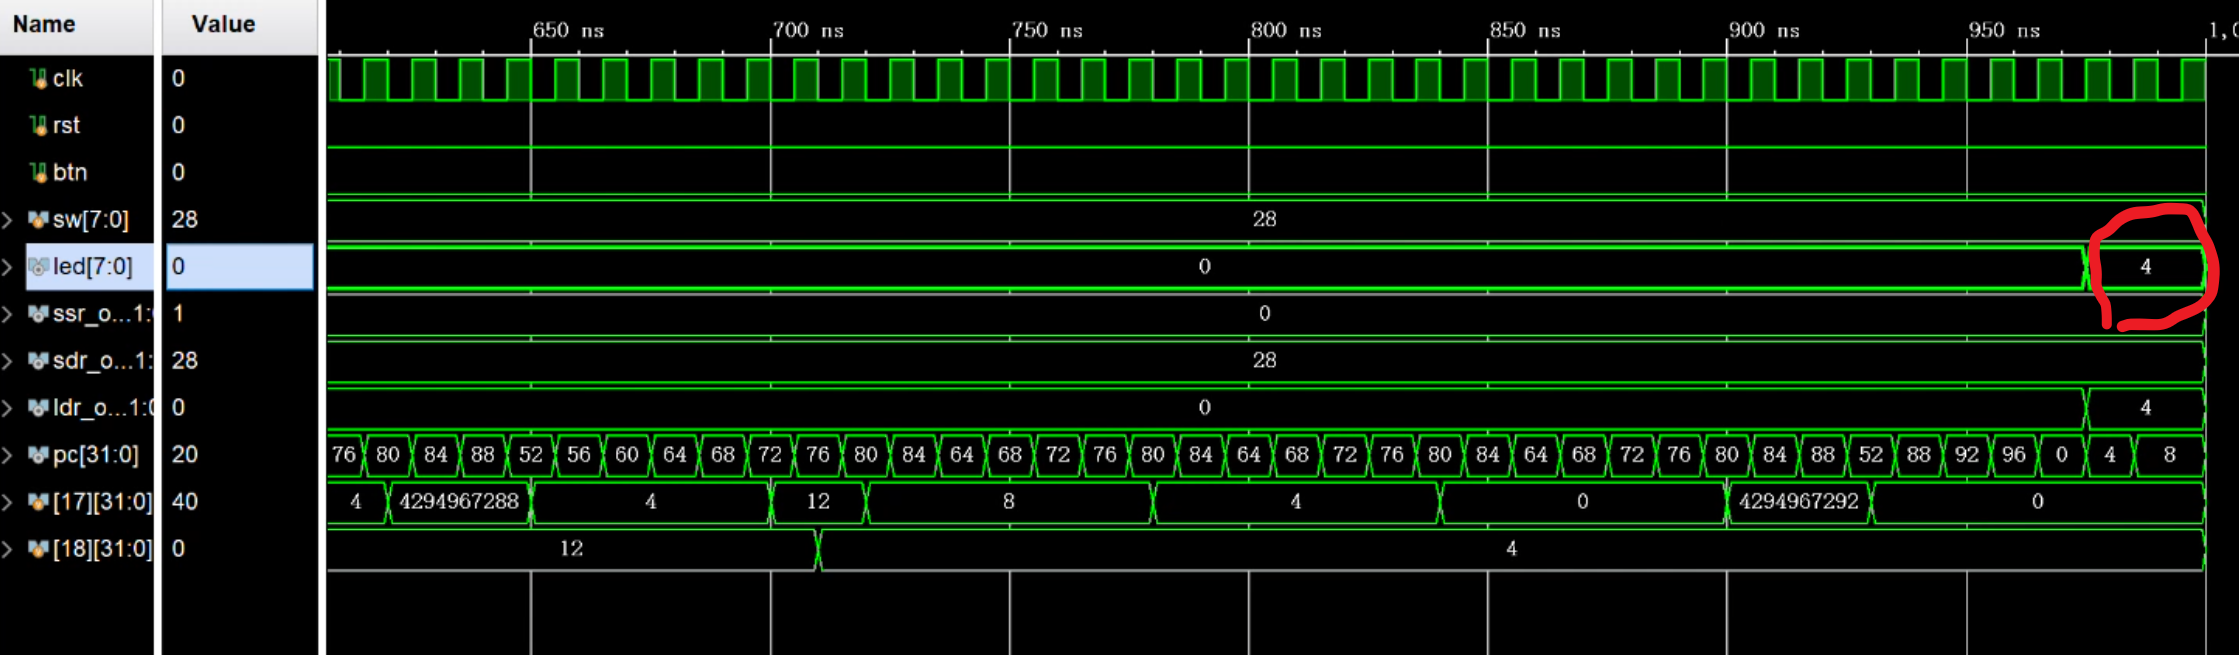 Name Value 650 ns 700 ns 750 ns 800 ns 850 ns 900 ns 950 ns 1,0
clk 0
rst 0
btn 0
sw[7:0] 28 28
led[7:0] 0 0 4
ssr_o...1: 1 0
sdr_o...1: 28 28
ldr_o...1:0 0 0 4
pc[31:0] 20 76 80 84 88 52 56 60 64 68 72 76 80 84 64 68 72 76 80 84 64 68 72 76 80 84 64 68 72 76 80 84 88 52 88 92 96 0 4 8
[17][31:0] 40 4 4294967288 4 12 8 4 0 4294967292 0
[18][31:0] 0 12 4